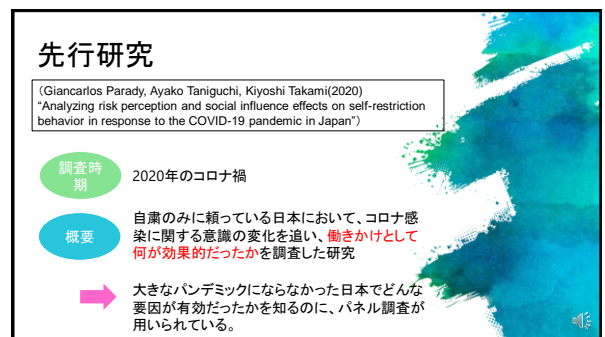 先行研究
(Giancarlos Parady, Ayako Taniguchi, Kiyoshi Takami(2020)
“Analyzing risk perception and social influence effects on self-restriction
behavior in response to the COVID-19 pandemic in Japan”)
調査時
期
2020年のコロナ禍
概要
自粛のみに頼っている日本において、コロナ感
染に関する意識の変化を追い、働きかけとして
何が効果的だったかを調査した研究
大きなパンデミックにならなかった日本でどんな
要因が有効だったかを知るのに、パネル調査が
用いられている。